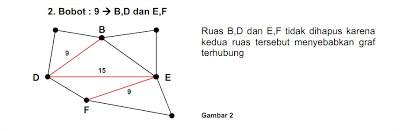 2. Bobot : 9 → B,D dan E,F
B
9
15
D
E
9
F
Ruas B,D dan E,F tidak dihapus karena
kedua ruas tersebut menyebabkan graf
terhubung
Gambar 2